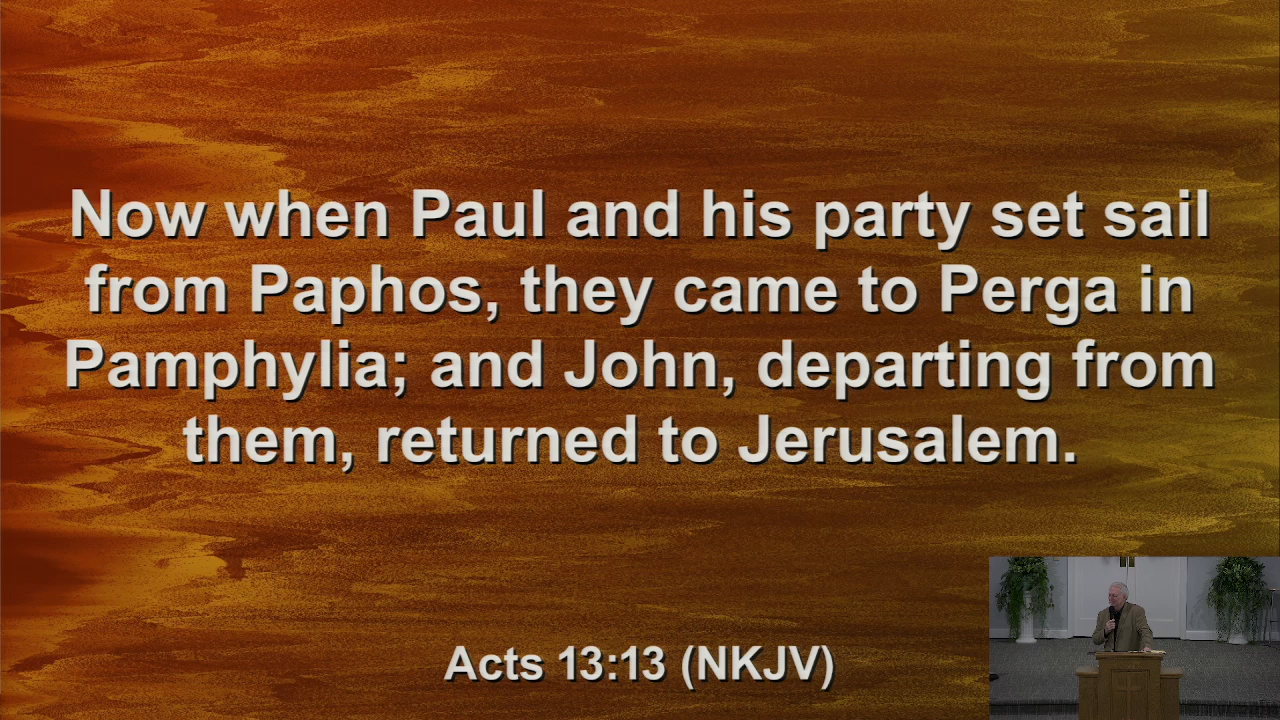 Now when Paul and his party set sail
from Paphos, they came to Perga in
Pamphylia; and John, departing from
them, returned to Jerusalem.
Acts 13:13 (NKJV)